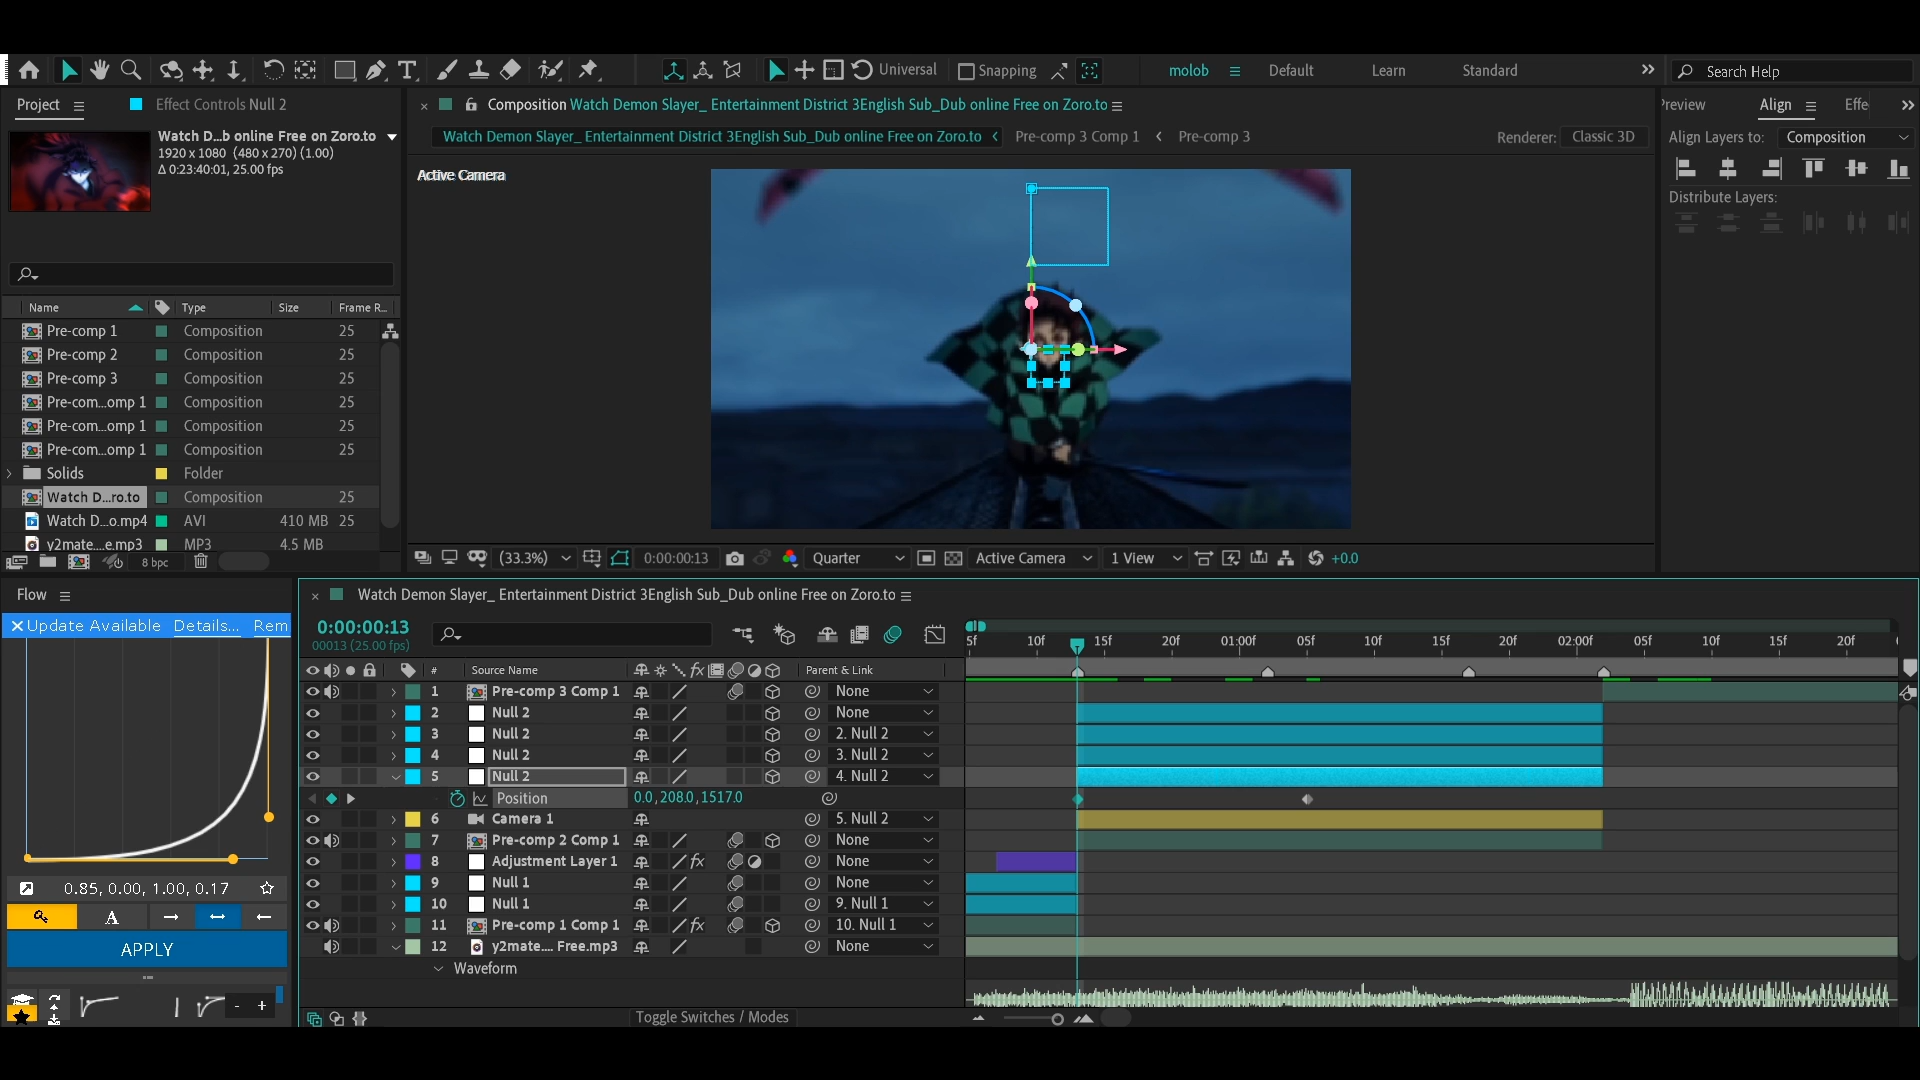 Universal
Snapping
molob
Default
Learn
Standard
Search Help
Project
Effect Controls Null 2
Composition Watch Demon Slayer_ Entertainment District 3English Sub_Dub online Free on Zoro.to
Preview
Align
Effe
Watch D...b online Free on Zoro.to
1920 x 1080 (480 x 270) (1.00)
Δ 0:23:40:01, 25.00 fps
Watch Demon Slayer_ Entertainment District 3English Sub_Dub online Free on Zoro.to
Pre-comp 3 Comp 1
Pre-comp 3
Renderer:
Classic 3D
Align Layers to:
Composition
Active Camera
Distribute Layers:
Name
Type
Size
Frame R...
Pre-comp 1 Composition 25
Pre-comp 2 Composition 25
Pre-comp 3 Composition 25
Pre-com...omp 1 Composition 25
Pre-com...omp 1 Composition 25
Pre-com...omp 1 Composition 25
Solids Folder
Watch D...ro.to Composition 25
Watch D...o.mp4 AVI 410 MB 25
y2mate....e.mp3 MP3 4.5 MB
8 bpc
(33.3%)
0:00:00:13
Quarter
Active Camera
1 View
+0.0
Flow
Watch Demon Slayer_ Entertainment District 3English Sub_Dub online Free on Zoro.to
Update Available Details... Rem
0:00:00:13
00013 (25.00 fps)
5f 10f 15f 20f 01:00f 05f 10f 15f 20f 02:00f 05f 10f 15f 20f
# Source Name
fx
Parent & Link
1 Pre-comp 3 Comp 1 None
2 Null 2 None
3 Null 2 2. Null 2
4 Null 2 3. Null 2
5 Null 2 4. Null 2
Position 0.0,208.0,1517.0
6 Camera 1 5. Null 2
7 Pre-comp 2 Comp 1 None
8 Adjustment Layer 1 fx None
9 Null 1 None
10 Null 1 9. Null 1
11 Pre-comp 1 Comp 1 fx 10. Null 1
12 y2mate.... Free.mp3 None
Waveform
0.85, 0.00, 1.00, 0.17
A
APPLY
- +
Toggle Switches / Modes